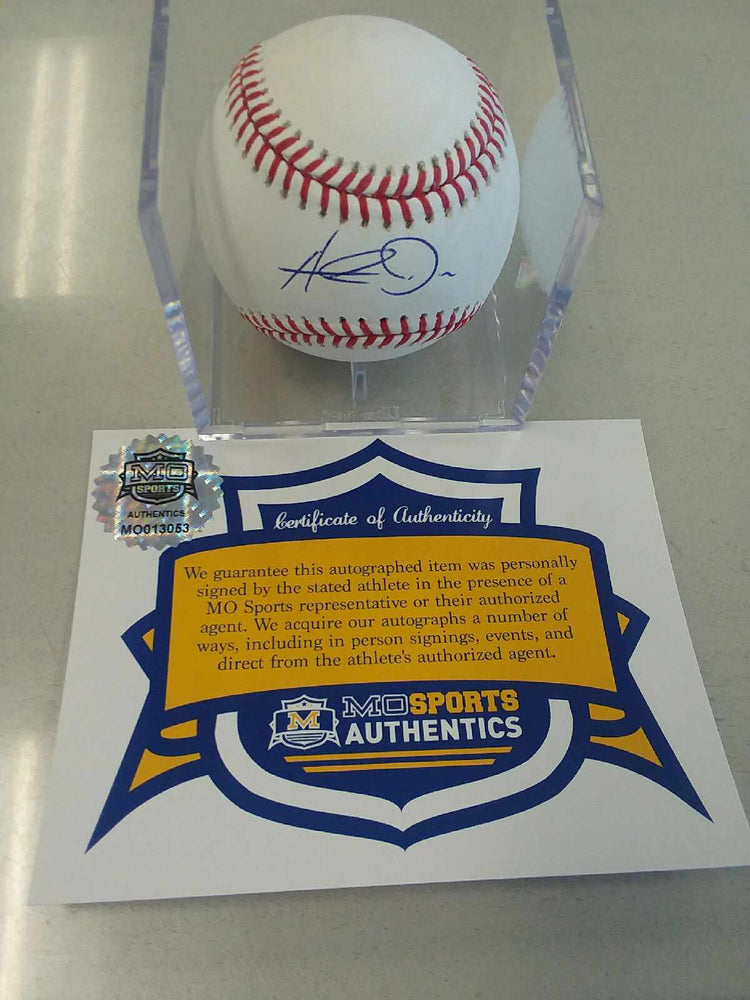 Certificate of Authenticity
MO
SPORTS
AUTHENTICS
MO013053
We guarantee this autographed item was personally
signed by the stated athlete in the presence of a
MO Sports representative or their authorized
agent. We acquire our autographs a number of
ways, including in person signings, events, and
direct from the athlete's authorized agent.
M
MOSPORTS
AUTHENTICS